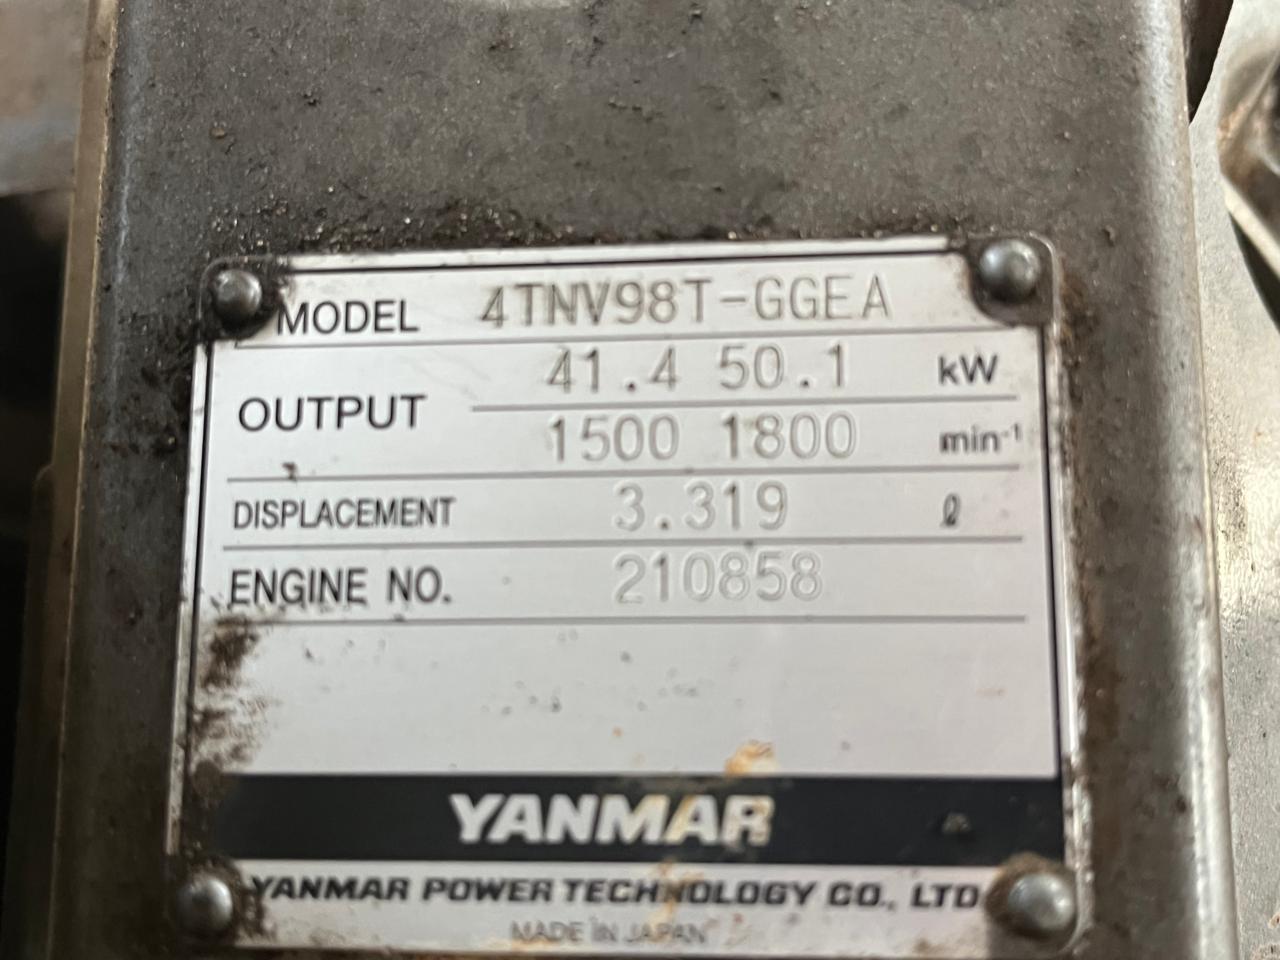 MODEL 4TNV98T-GGEA
OUTPUT 41.4 50.1 kW
1500 1800 min-1
DISPLACEMENT 3.319 ℓ
ENGINE NO. 210858
YANMAR
YANMAR POWER TECHNOLOGY CO., LTD
MADE IN JAPAN